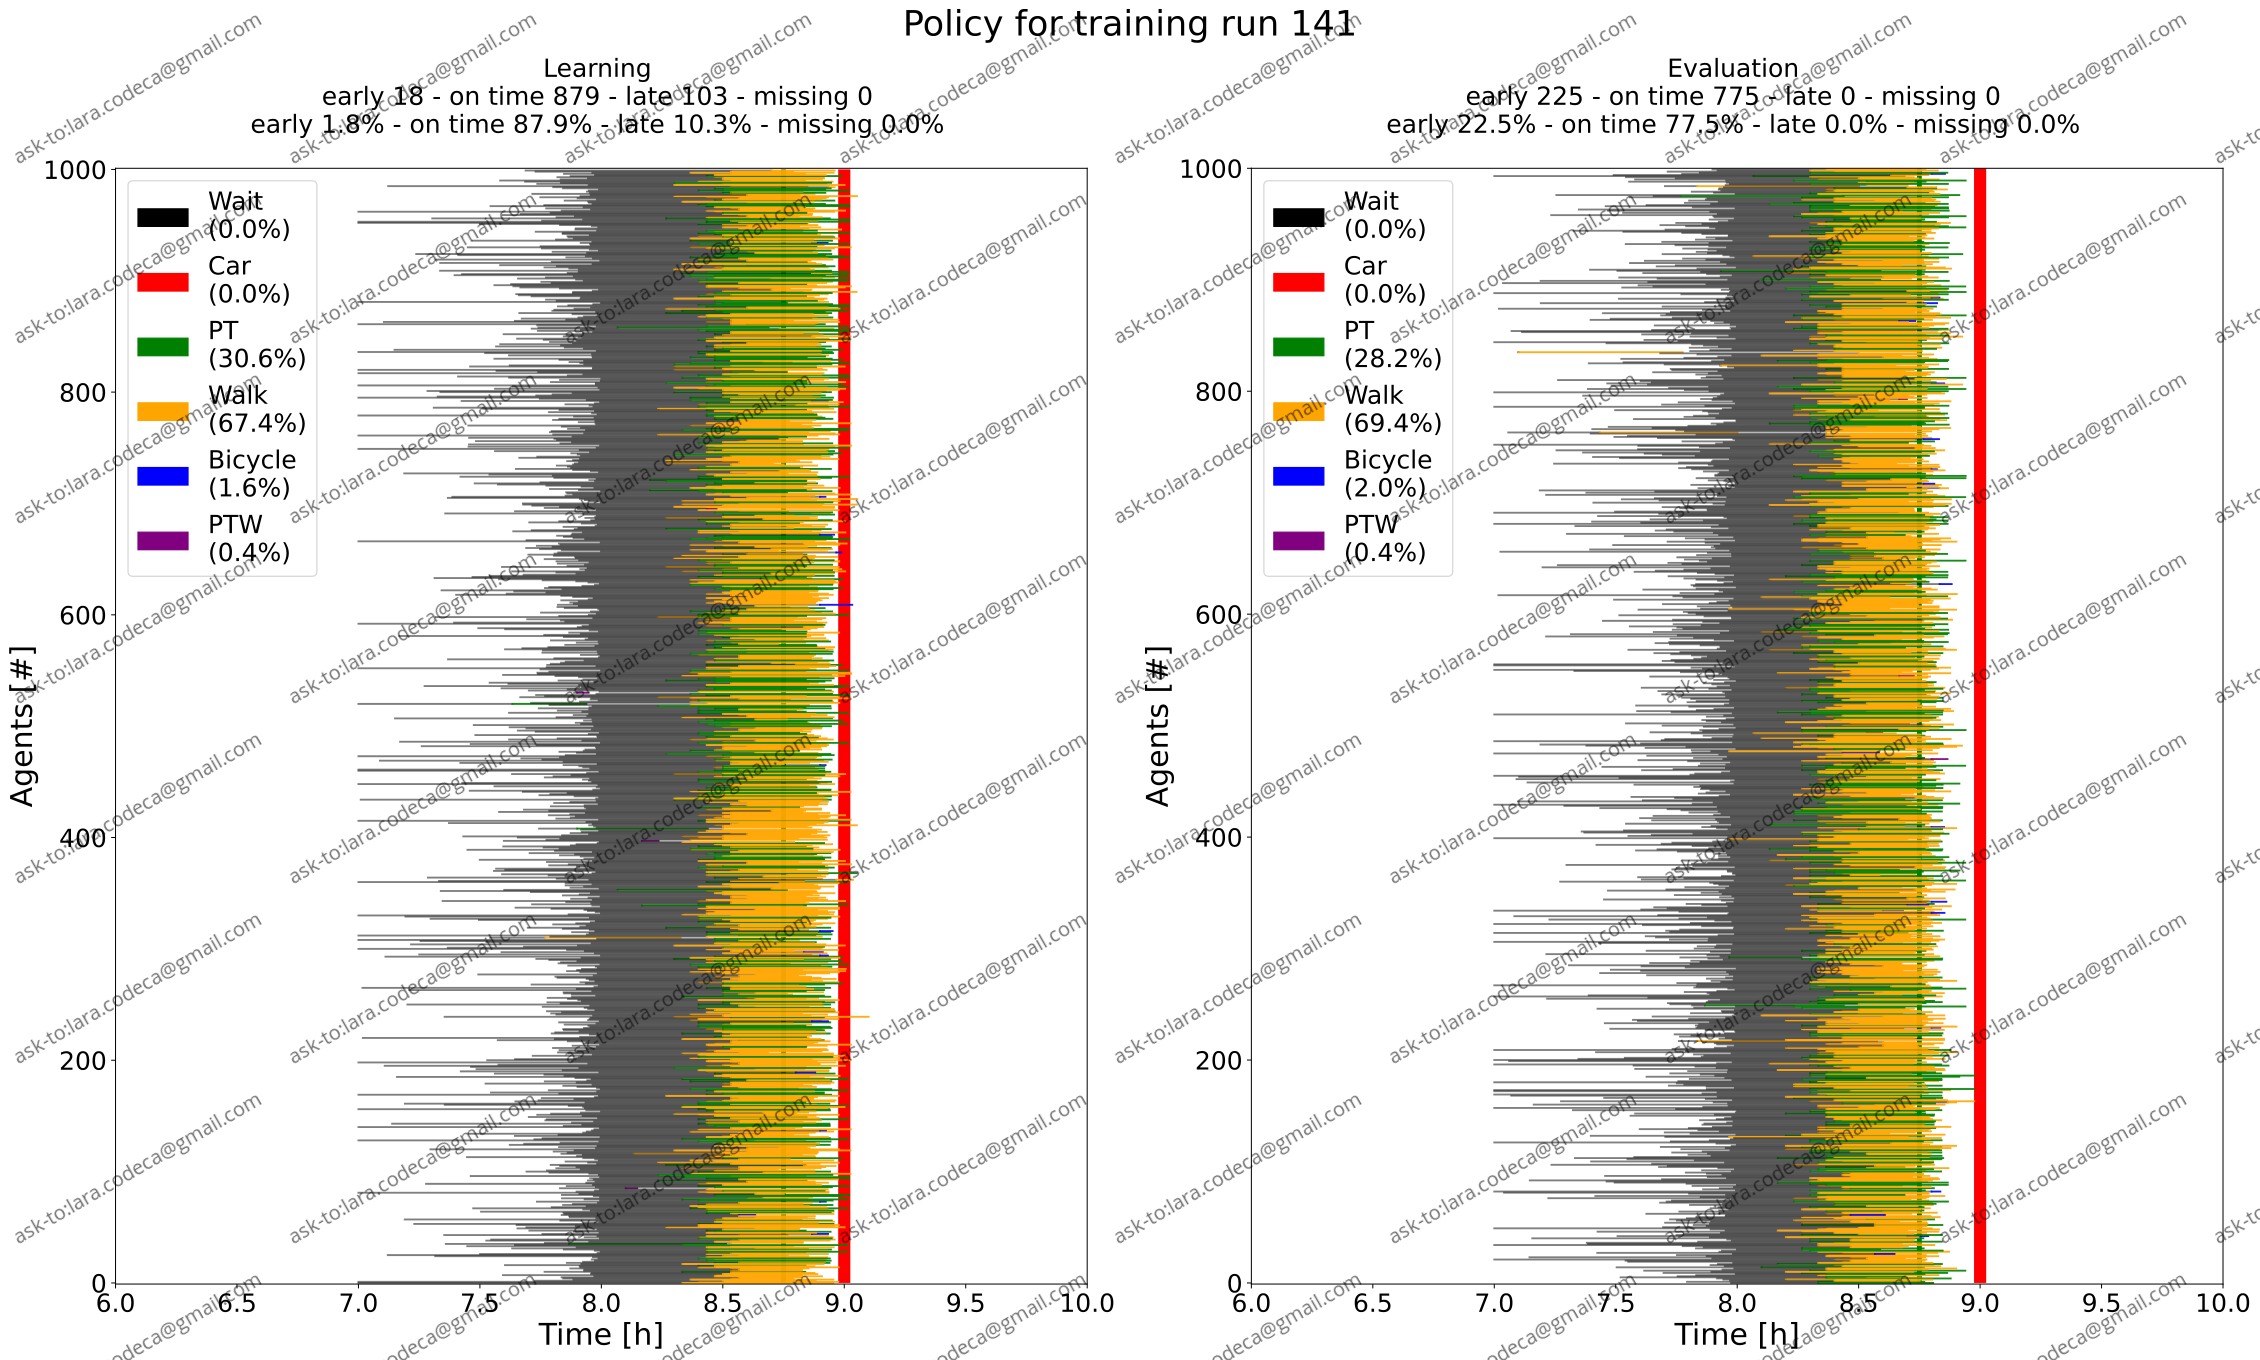 Policy for training run 141
Learning
early 18 - on time 879 - late 103 - missing 0
early 1.8% - on time 87.9% - late 10.3% - missing 0.0%
1000
800
600
400
200
0
Agents [#]
Wait
(0.0%)
Car
(0.0%)
PT
(30.6%)
Walk
(67.4%)
Bicycle
(1.6%)
PTW
(0.4%)
6.0 6.5 7.0 7.5 8.0 8.5 9.0 9.5 10.0
Time [h]
Evaluation
early 225 - on time 775 - late 0 - missing 0
early 22.5% - on time 77.5% - late 0.0% - missing 0.0%
1000
800
600
400
200
0
Agents [#]
Wait
(0.0%)
Car
(0.0%)
PT
(28.2%)
Walk
(69.4%)
Bicycle
(2.0%)
PTW
(0.4%)
6.0 6.5 7.0 7.5 8.0 8.5 9.0 9.5 10.0
Time [h]
ask-to:lara.codeca@gmail.com